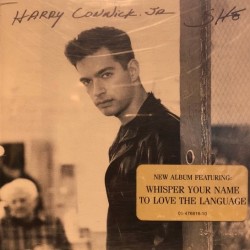 HARRY CONNICK, JR SHE
NEW ALBUM FEATURING:
WHISPER YOUR NAME
TO LOVE THE LANGUAGE